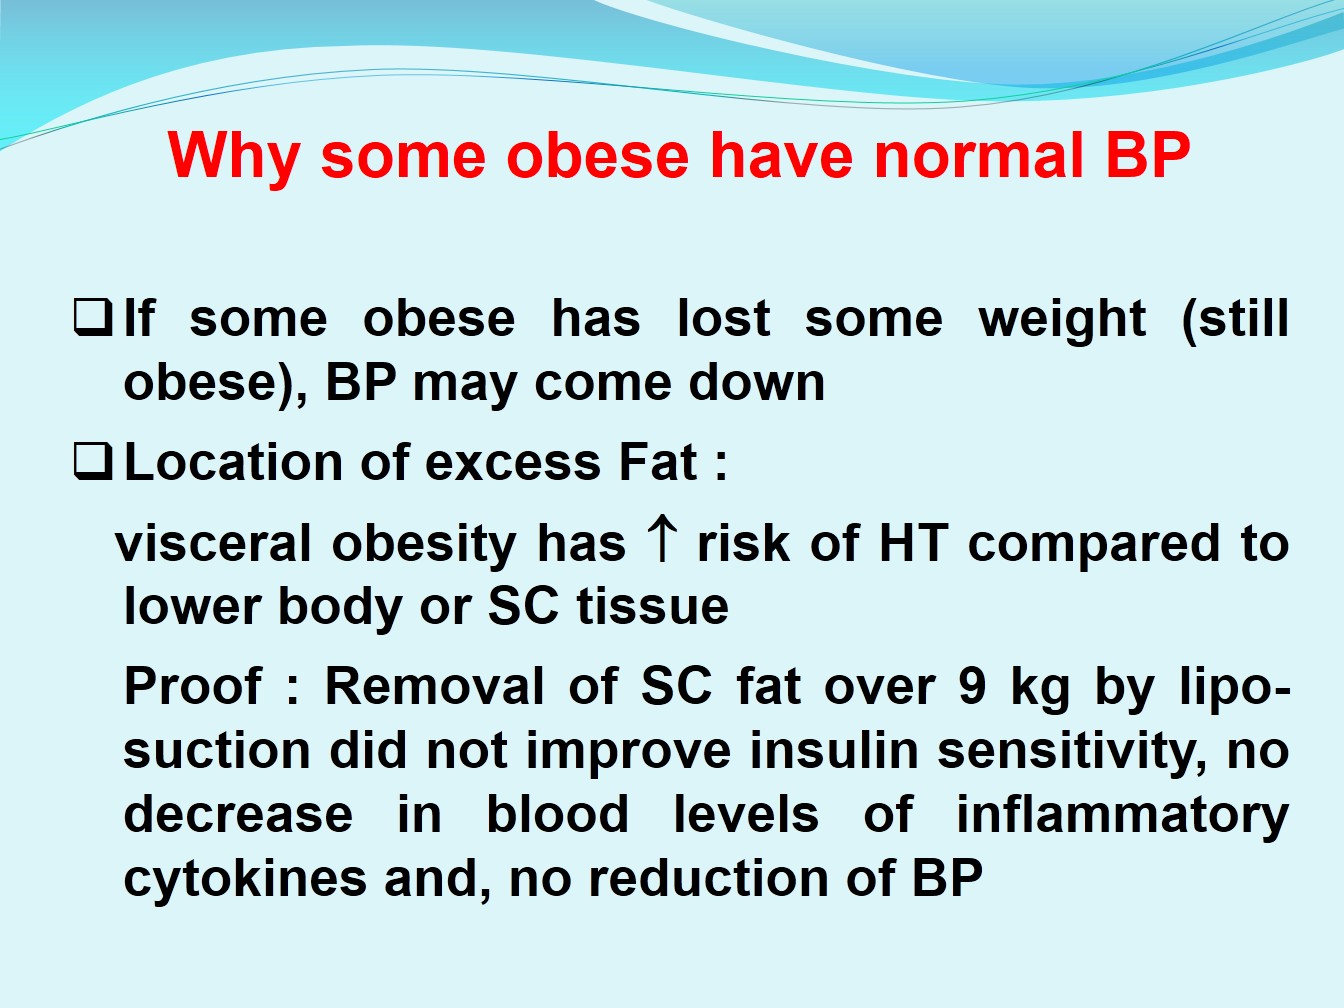 Why some obese have normal BP
❑If some obese has lost some weight (still
obese), BP may come down
❑Location of excess Fat :
visceral obesity has ↑ risk of HT compared to
lower body or SC tissue
Proof : Removal of SC fat over 9 kg by lipo-
suction did not improve insulin sensitivity, no
decrease in blood levels of inflammatory
cytokines and, no reduction of BP